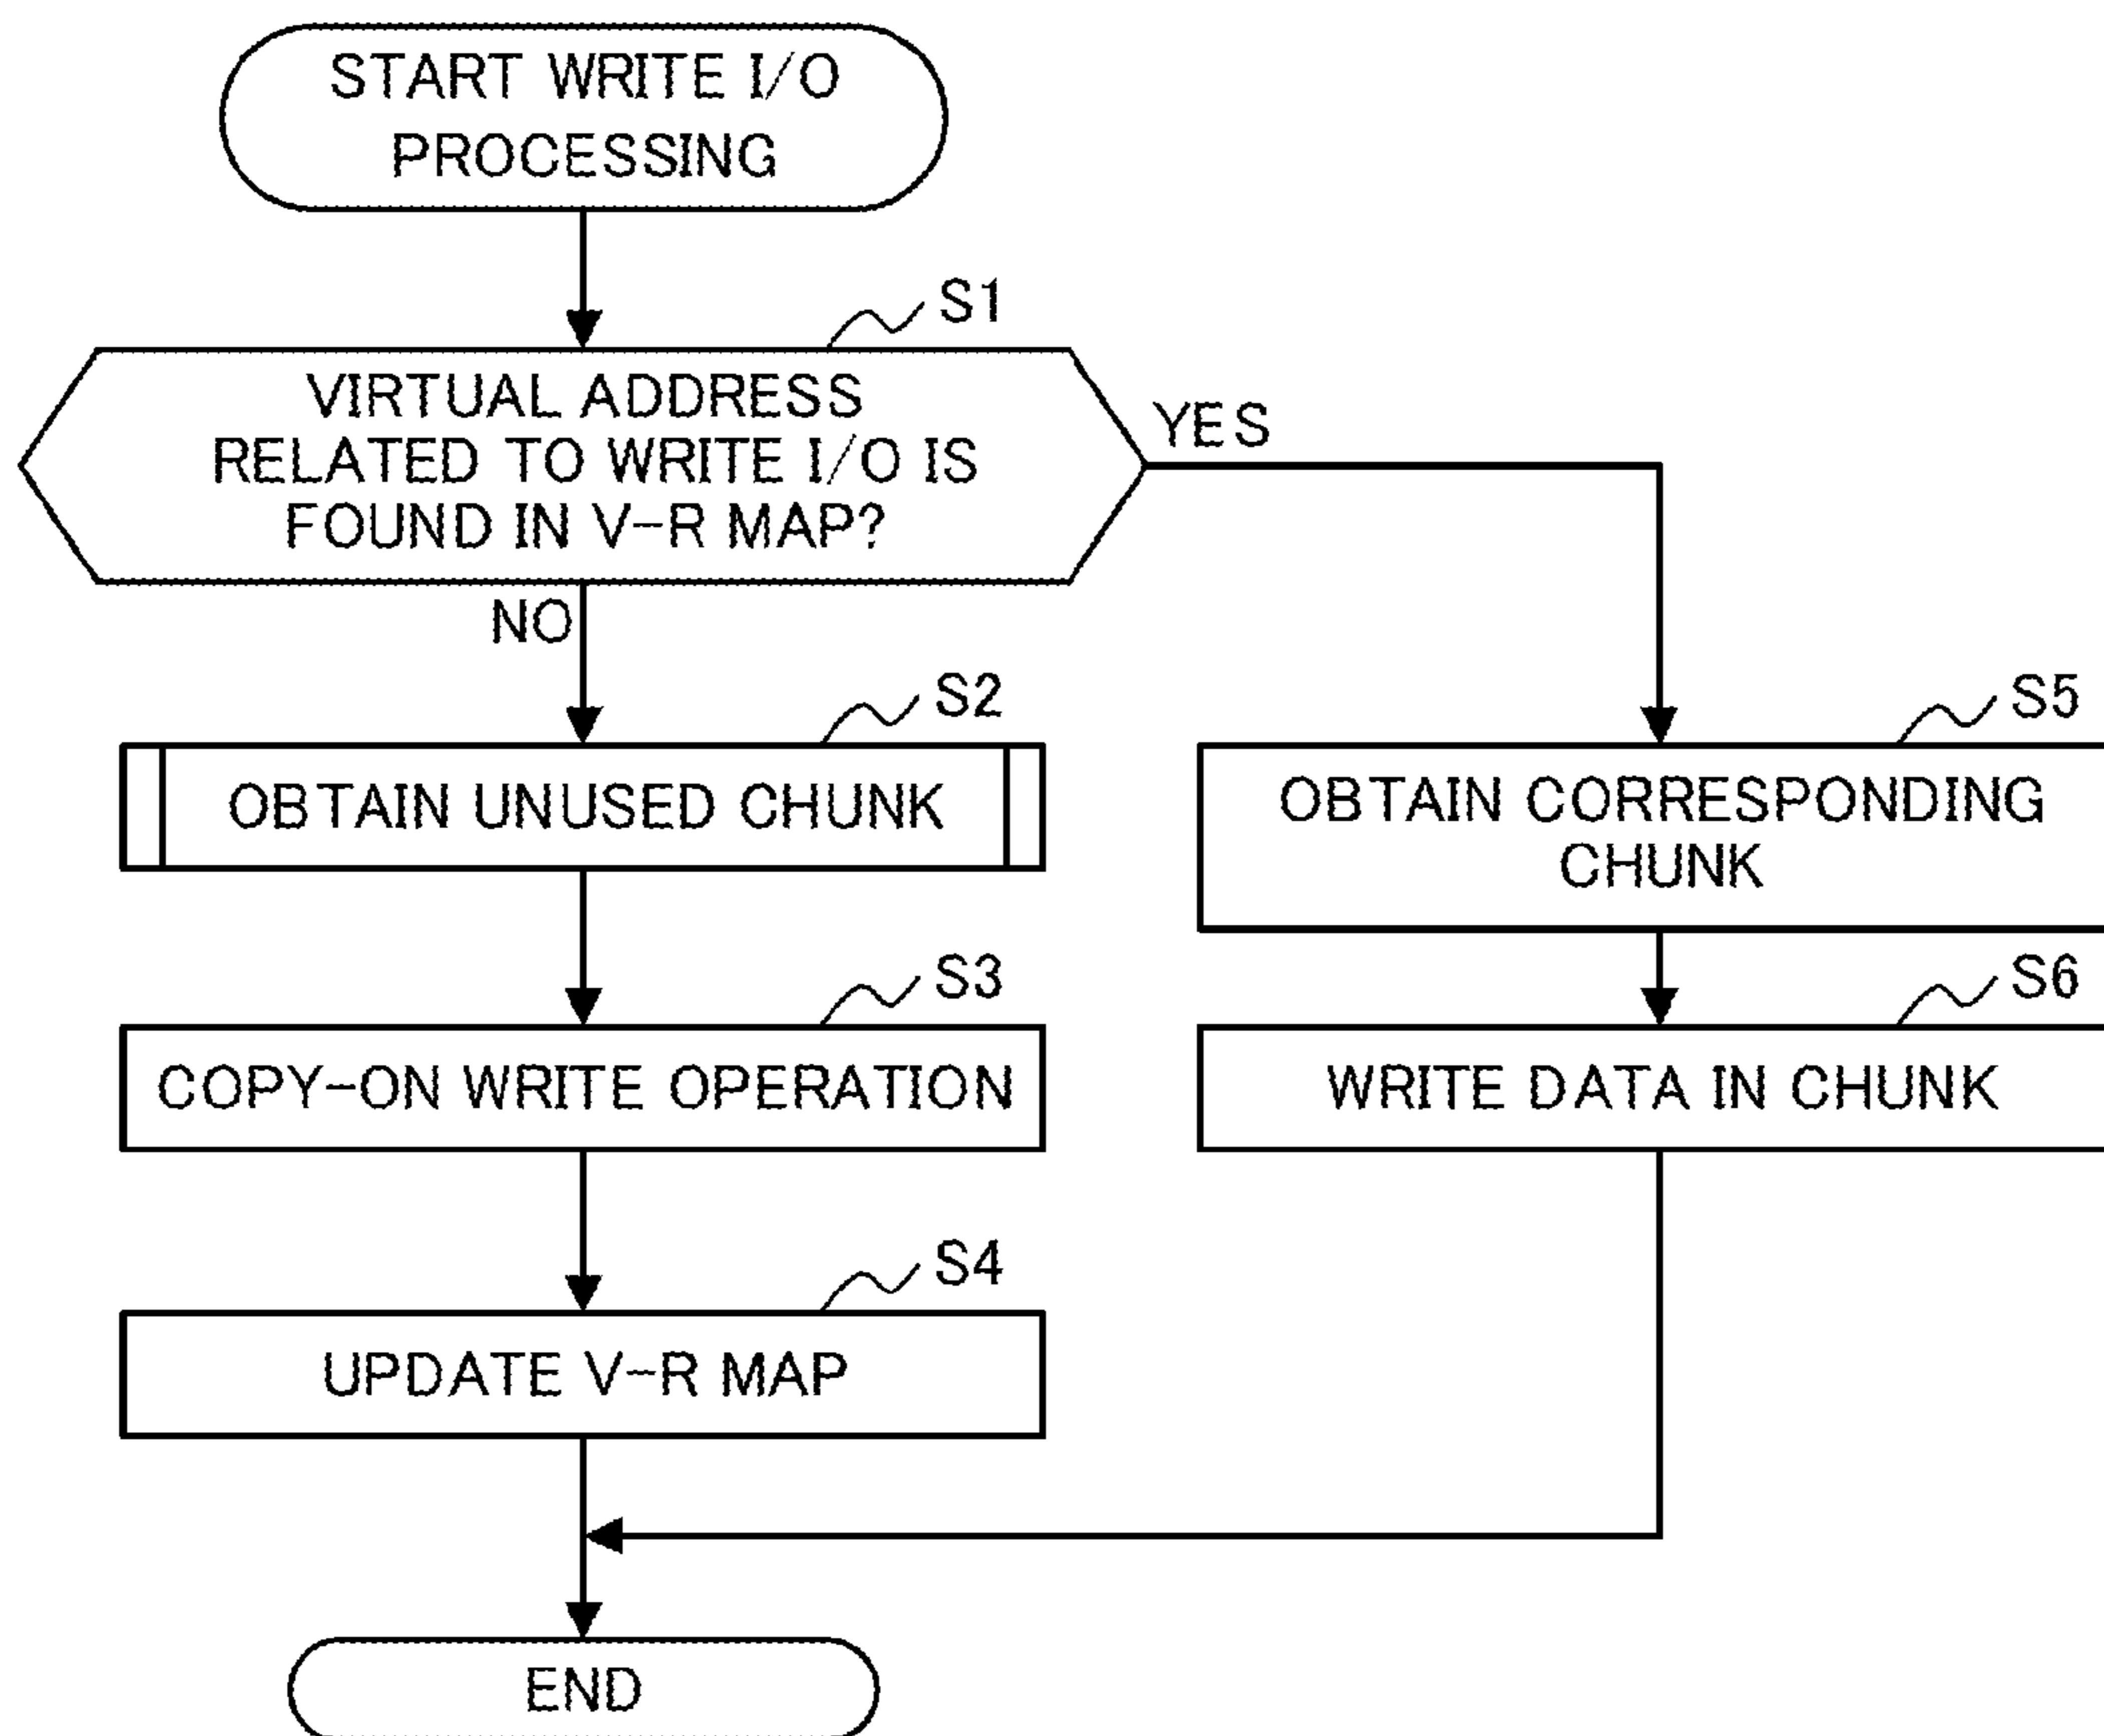 START WRITE I/O
PROCESSING
S1
VIRTUAL ADDRESS
RELATED TO WRITE I/O IS
FOUND IN V-R MAP?
YES
NO
S2
OBTAIN UNUSED CHUNK
S5
OBTAIN CORRESPONDING
CHUNK
S3
COPY-ON WRITE OPERATION
S6
WRITE DATA IN CHUNK
S4
UPDATE V-R MAP
END